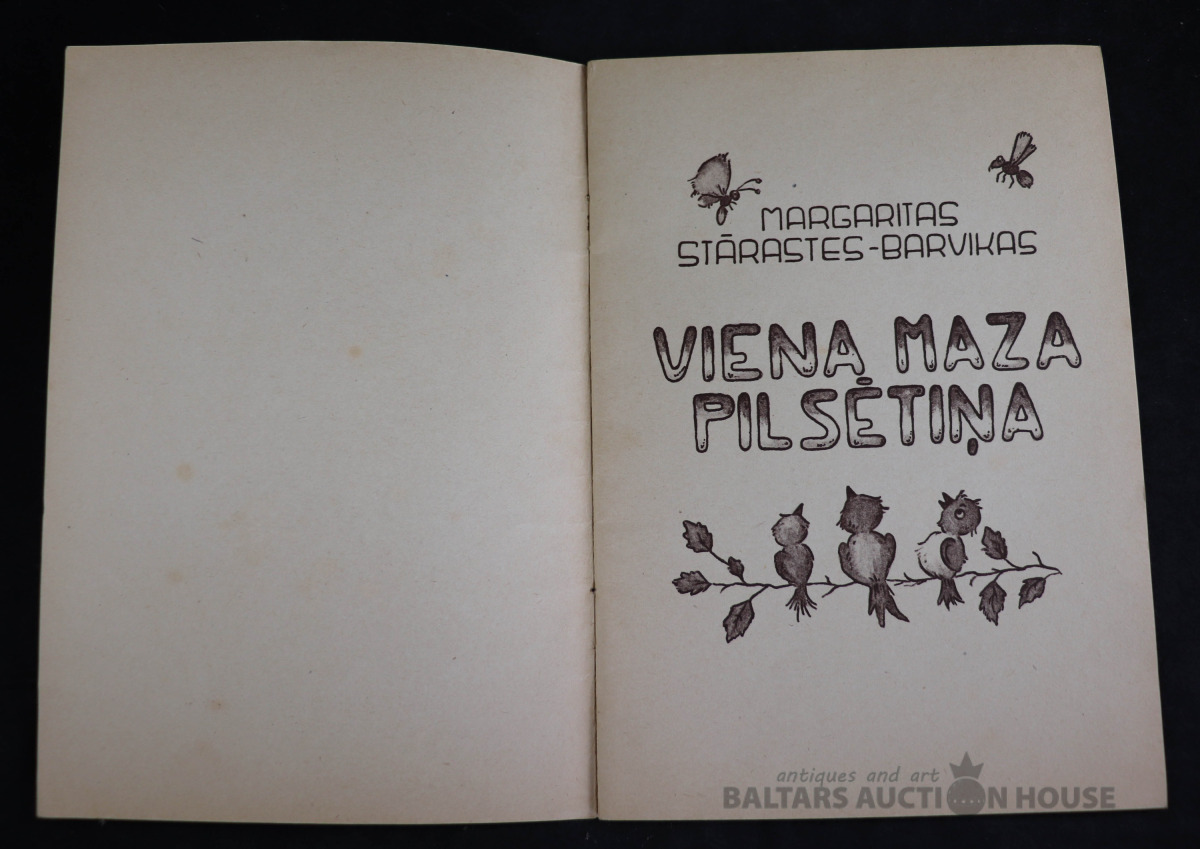 MARGARITAS
STĀRASTES-BARVIKAS
VIENA MAZA
PILSĒTIŅA
antiques and art
BALTARS AUCTION HOUSE